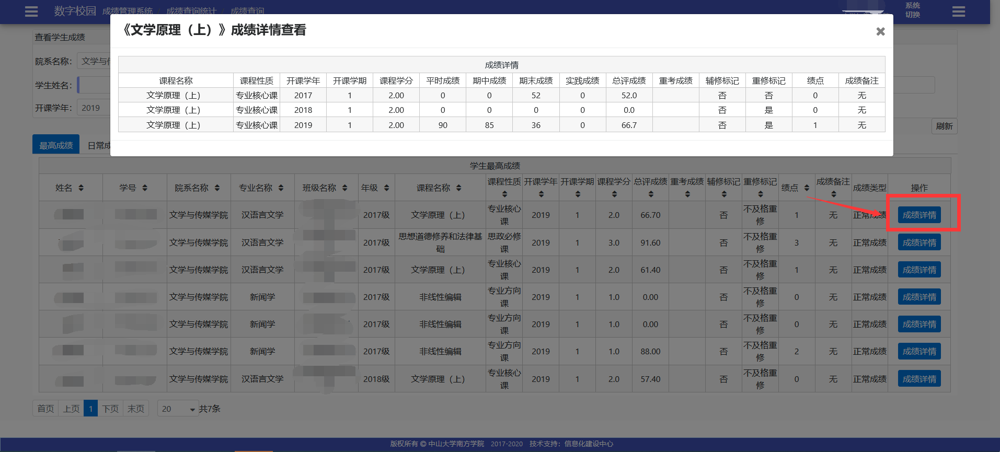 数字校园 成绩管理系统 / 成绩查询统计 / 成绩查询 系统
切换
《文学原理（上）》成绩详情查看
查看学生成绩
成绩详情
院系名称： 文学与
课程名称 课程性质 开课学年 开课学期 课程学分 平时成绩 期中成绩 期末成绩 实践成绩 总评成绩 重考成绩 辅修标记 重修标记 绩点 成绩备注
学生姓名：
文学原理（上） 专业核心课 2017 1 2.00 0 0 52 0 52.0 否 否 0 无
开课学年： 2019
文学原理（上） 专业核心课 2018 1 2.00 0 0 0 0 0.0 否 是 0 无
文学原理（上） 专业核心课 2019 1 2.00 90 85 36 0 66.7 否 是 1 无
刷新
最高成绩 日常成
学生最高成绩
姓名 学号 院系名称 专业名称 班级名称 年级 课程名称 课程性质 开课学年 开课学期 课程学分 总评成绩 重考成绩 辅修标记 重修标记 绩点 成绩备注 成绩类型 操作
文学与传媒学院 汉语言文学 2017级 文学原理（上） 专业核心课 2019 1 2.0 66.70 否 不及格重修 1 无 正常成绩 成绩详情
文学与传媒学院 汉语言文学 2017级 思想道德修养和法律基础 思政必修课 2019 1 3.0 91.60 否 不及格重修 3 无 正常成绩 成绩详情
文学与传媒学院 汉语言文学 2017级 文学原理（上） 专业核心课 2019 1 2.0 61.40 否 不及格重修 1 无 正常成绩 成绩详情
文学与传媒学院 新闻学 2017级 非线性编辑 专业方向课 2019 1 1.0 0.00 否 不及格重修 0 无 正常成绩 成绩详情
文学与传媒学院 新闻学 2017级 非线性编辑 专业方向课 2019 1 1.0 0.00 否 不及格重修 0 无 正常成绩 成绩详情
文学与传媒学院 新闻学 2017级 非线性编辑 专业方向课 2019 1 1.0 88.00 否 不及格重修 2 无 正常成绩 成绩详情
文学与传媒学院 汉语言文学 2018级 文学原理（上） 专业核心课 2019 1 2.0 57.40 否 不及格重修 0 无 正常成绩 成绩详情
首页 上页 1 下页 末页 20 共7条
版权所有 © 中山大学南方学院 2017-2020 技术支持：信息化建设中心